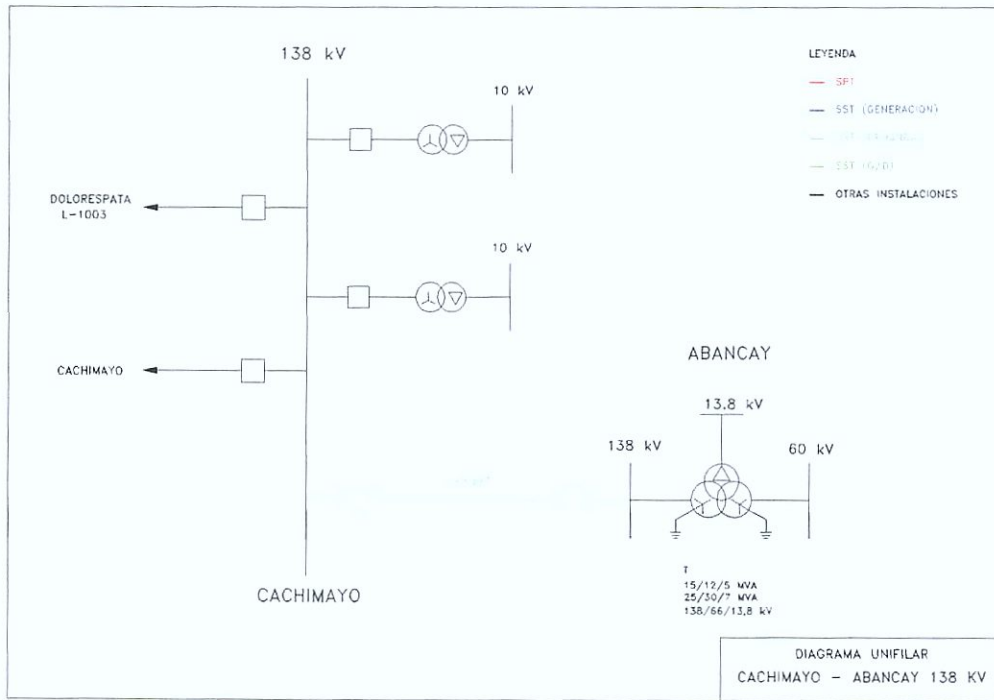 138 kV
10 kV
DOLORESPATA
L-1003
10 kV
CACHIMAYO
CACHIMAYO
LEYENDA
SPT
SST (GENERACION)
SST (G/D)
OTRAS INSTALACIONES
ABANCAY
13.8 kV
138 kV
60 kV
T
15/12/5 MVA
25/30/7 MVA
138/66/13,8 kV
DIAGRAMA UNIFILAR
CACHIMAYO - ABANCAY 138 KV